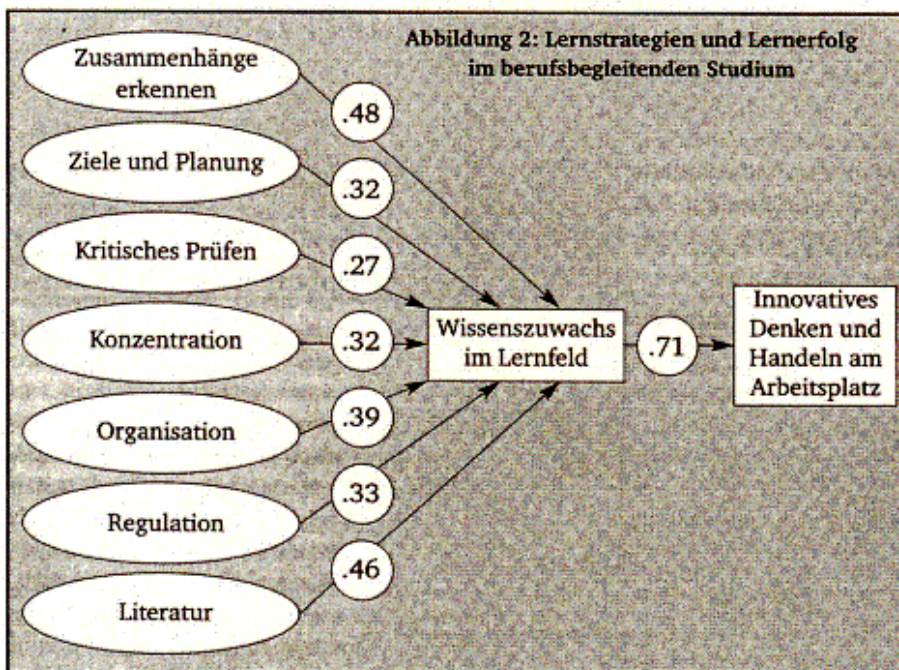 Abbildung 2: Lernstrategien und Lernerfolg
im berufsbegleitenden Studium
Zusammenhänge
erkennen
.48
Ziele und Planung
.32
Kritisches Prüfen
.27
Konzentration
.32
Organisation
.39
Regulation
.33
Literatur
.46
Wissenszuwachs
im Lernfeld
.71
Innovatives
Denken und
Handeln am
Arbeitsplatz